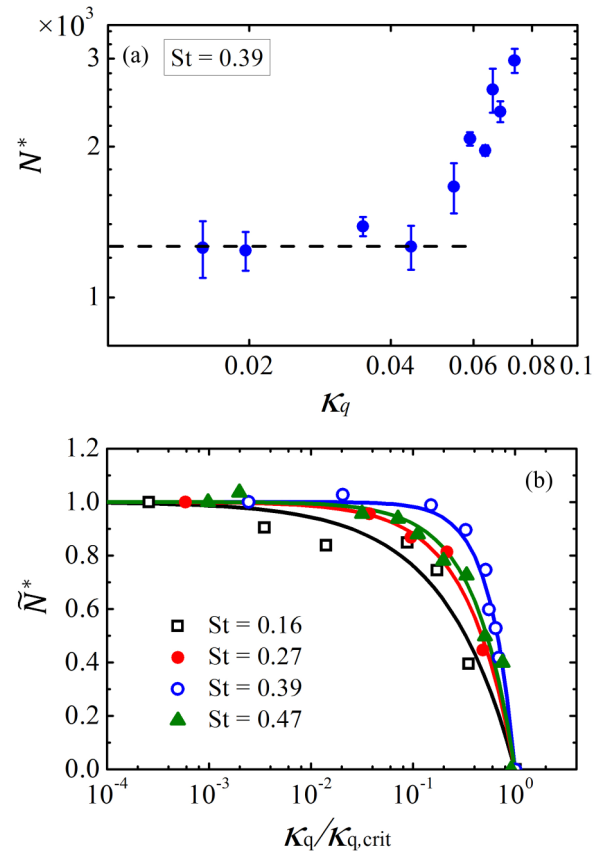 ×10³
(a) St = 0.39
3
2
1
N*
0.02 0.04 0.06 0.08 0.1
κq
1.2
1.0
0.8
0.6
0.4
0.2
0.0
Ñ*
(b)
St = 0.16
St = 0.27
St = 0.39
St = 0.47
10⁻⁴ 10⁻³ 10⁻² 10⁻¹ 10⁰
κq/κq,crit